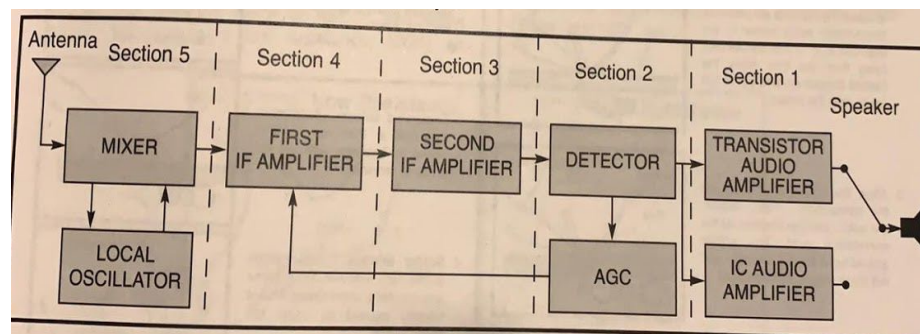 Antenna
Section 5
Section 4
Section 3
Section 2
Section 1
Speaker
MIXER
FIRST
IF AMPLIFIER
SECOND
IF AMPLIFIER
DETECTOR
TRANSISTOR
AUDIO
AMPLIFIER
LOCAL
OSCILLATOR
AGC
IC AUDIO
AMPLIFIER